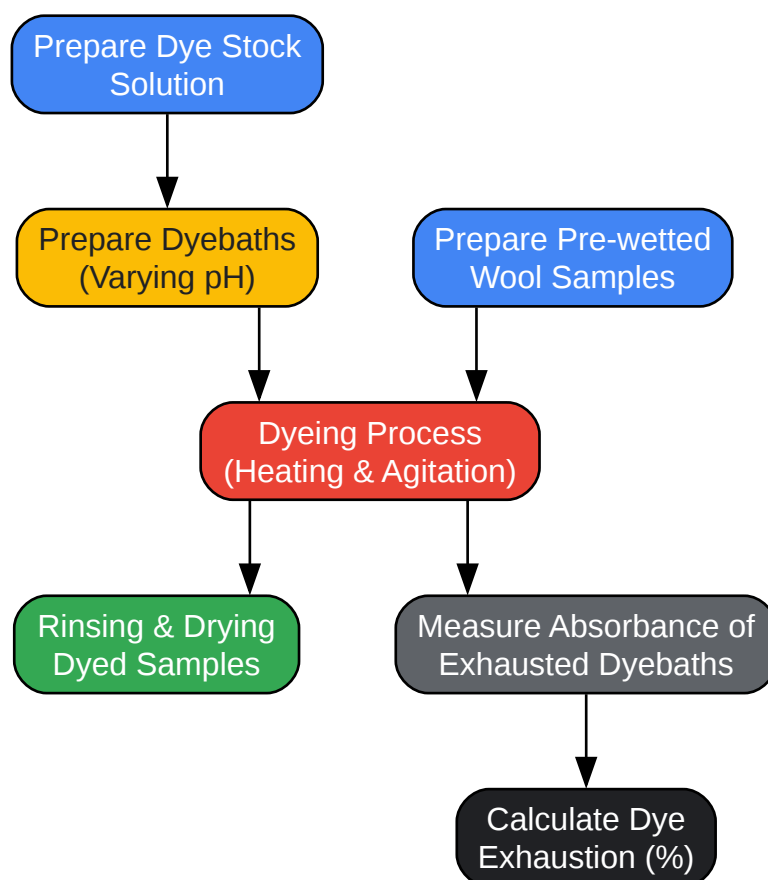 Prepare Dye Stock
Solution
Prepare Dyebaths
(Varying pH)
Prepare Pre-wetted
Wool Samples
Dyeing Process
(Heating & Agitation)
Rinsing & Drying
Dyed Samples
Measure Absorbance of
Exhausted Dyebaths
Calculate Dye
Exhaustion (%)